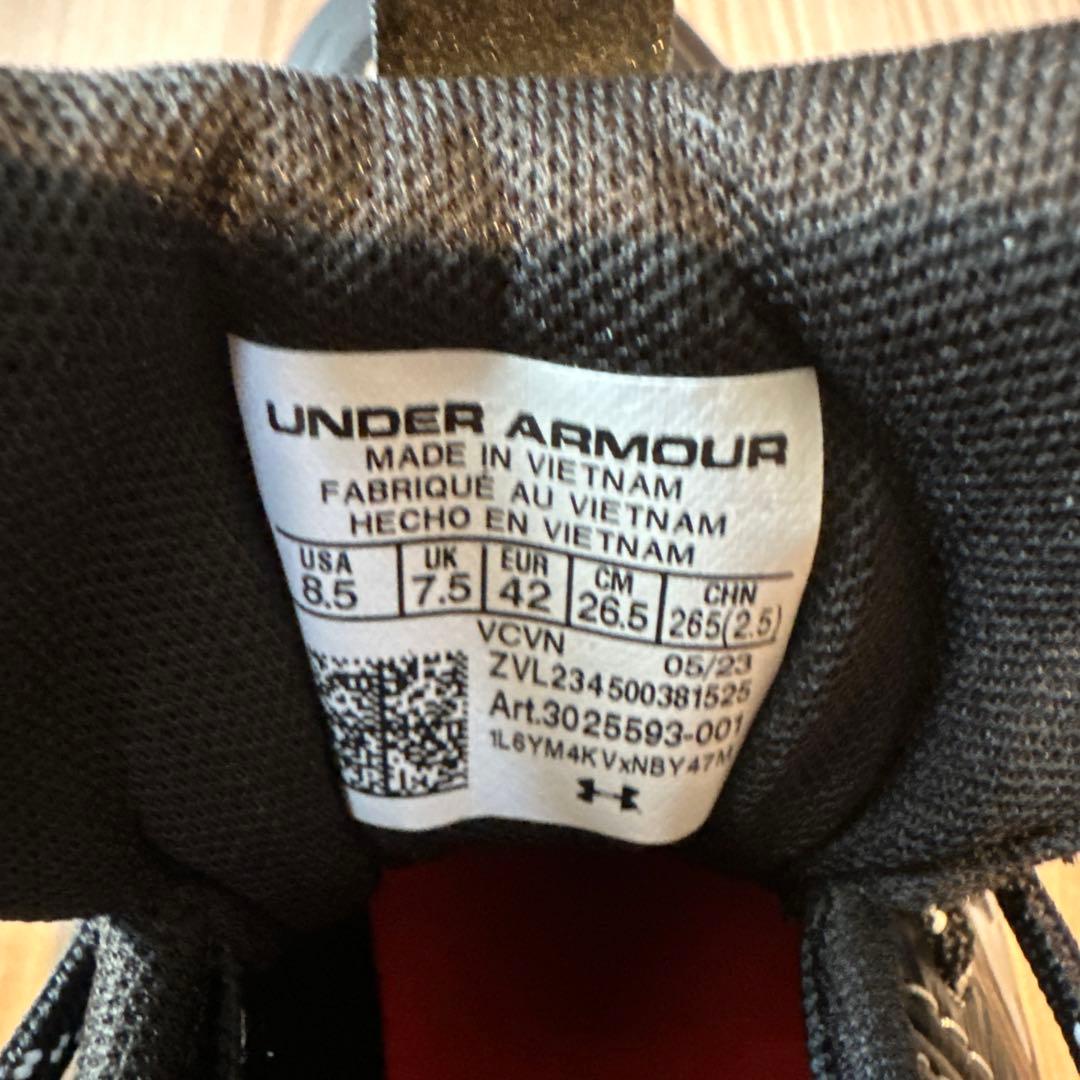 UNDER ARMOUR
MADE IN VIETNAM
FABRIQUÉ AU VIETNAM
HECHO EN VIETNAM
USA UK EUR CM CHN
8.5 7.5 42 26.5 265(2.5)
VCVN 05/23
ZVL234500381525
Art.3025593-001
1L6YM4KVxNBY47M